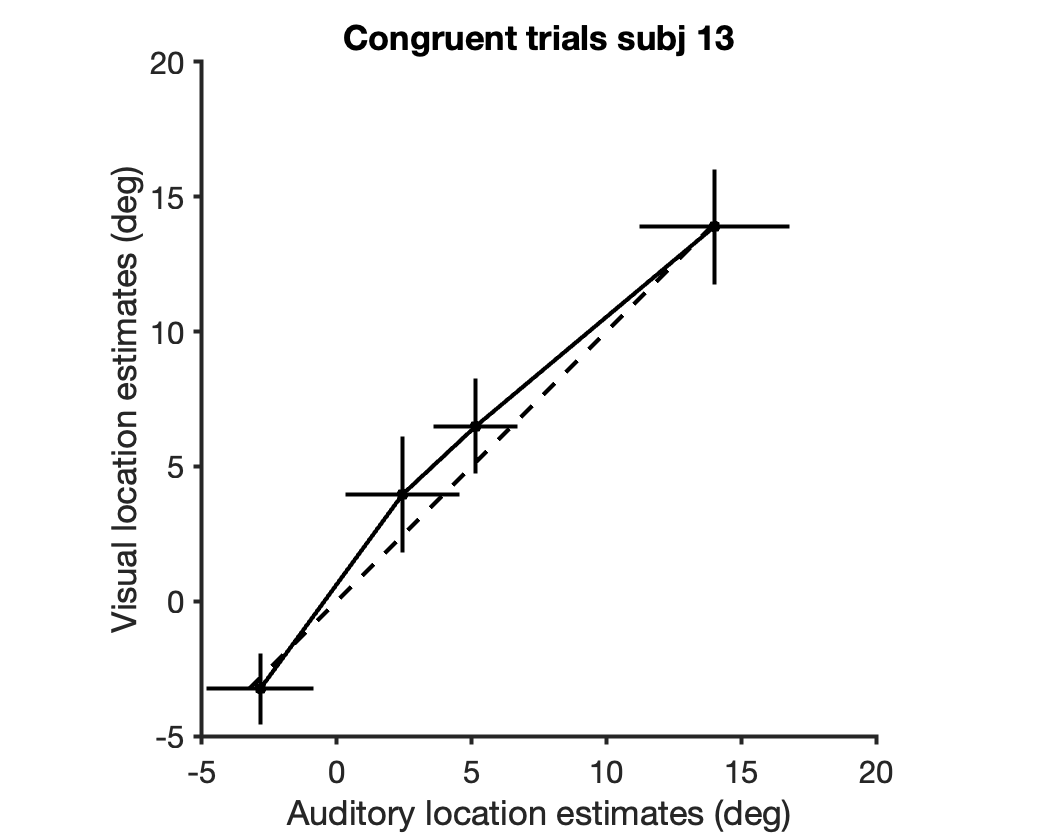 Congruent trials subj 13
20
15
10
5
0
-5
Visual location estimates (deg)
-5 0 5 10 15 20
Auditory location estimates (deg)